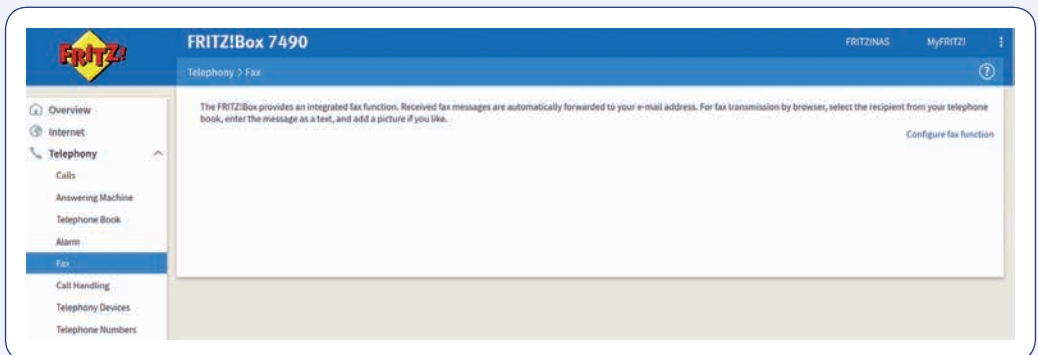 FRITZ!
FRITZ!Box 7490
FRITZ!NAS
MyFRITZ!
Telephony > Fax
?
Overview
Internet
Telephony
Calls
Answering Machine
Telephone Book
Alarm
Fax
Call Handling
Telephony Devices
Telephone Numbers
The FRITZ!Box provides an integrated fax function. Received fax messages are automatically forwarded to your e-mail address. For fax transmission by browser, select the recipient from your telephone
book, enter the message as a text, and add a picture if you like.
Configure fax function